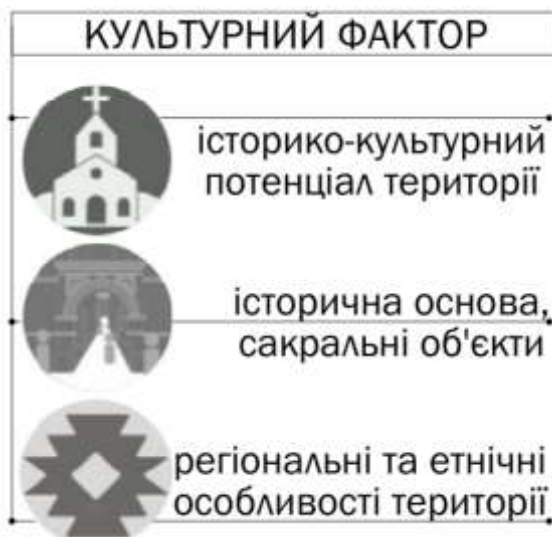 КУЛЬТУРНИЙ ФАКТОР
історико-культурний
потенціал території
історична основа,
сакральні об'єкти
регіональні та етнічні
особливості території